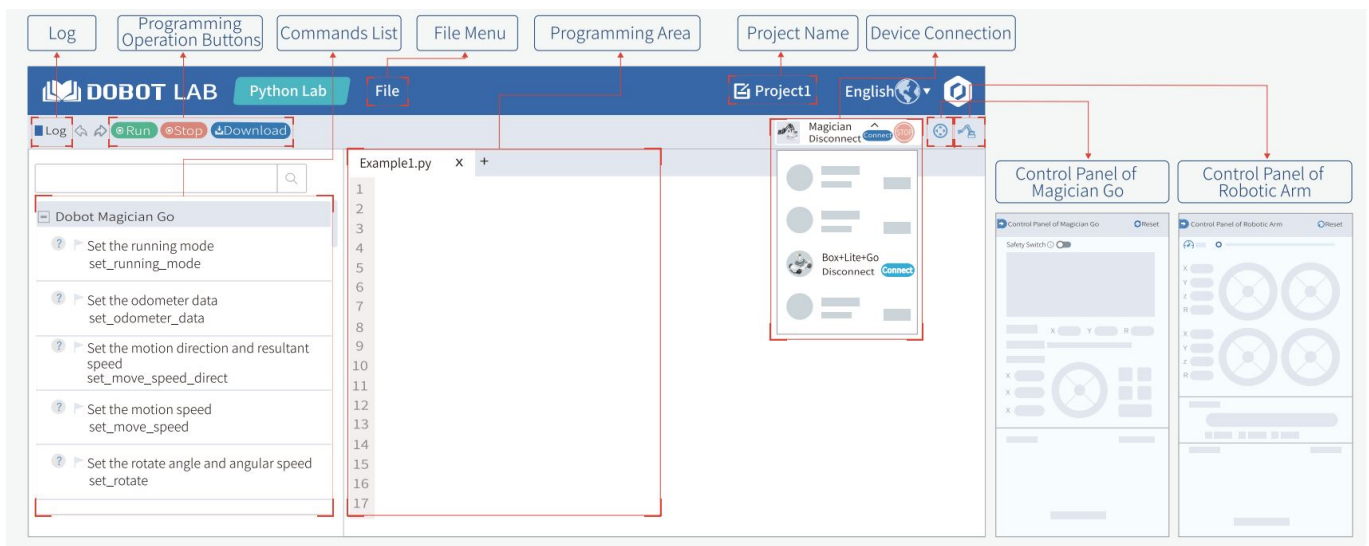 Log
Programming
Operation Buttons
Commands List
File Menu
Programming Area
Project Name
Device Connection
DOBOT LAB
Python Lab
File
Project1
English
Log
Run
Stop
Download
Magician
Disconnect
Connect
STOP
Example1.py x +
Dobot Magician Go
? Set the running mode
set_running_mode
? Set the odometer data
set_odometer_data
? Set the motion direction and resultant
speed
set_move_speed_direct
? Set the motion speed
set_move_speed
? Set the rotate angle and angular speed
set_rotate
1
2
3
4
5
6
7
8
9
10
11
12
13
14
15
16
17
Box+Lite+Go
Disconnect Connect
Control Panel of
Magician Go
Control Panel of Magician Go Reset
Safety Switch
X Y R
X
X
Control Panel of
Robotic Arm
Control Panel of Robotic Arm Reset
X
Y
Z
R
X
Y
Z
R